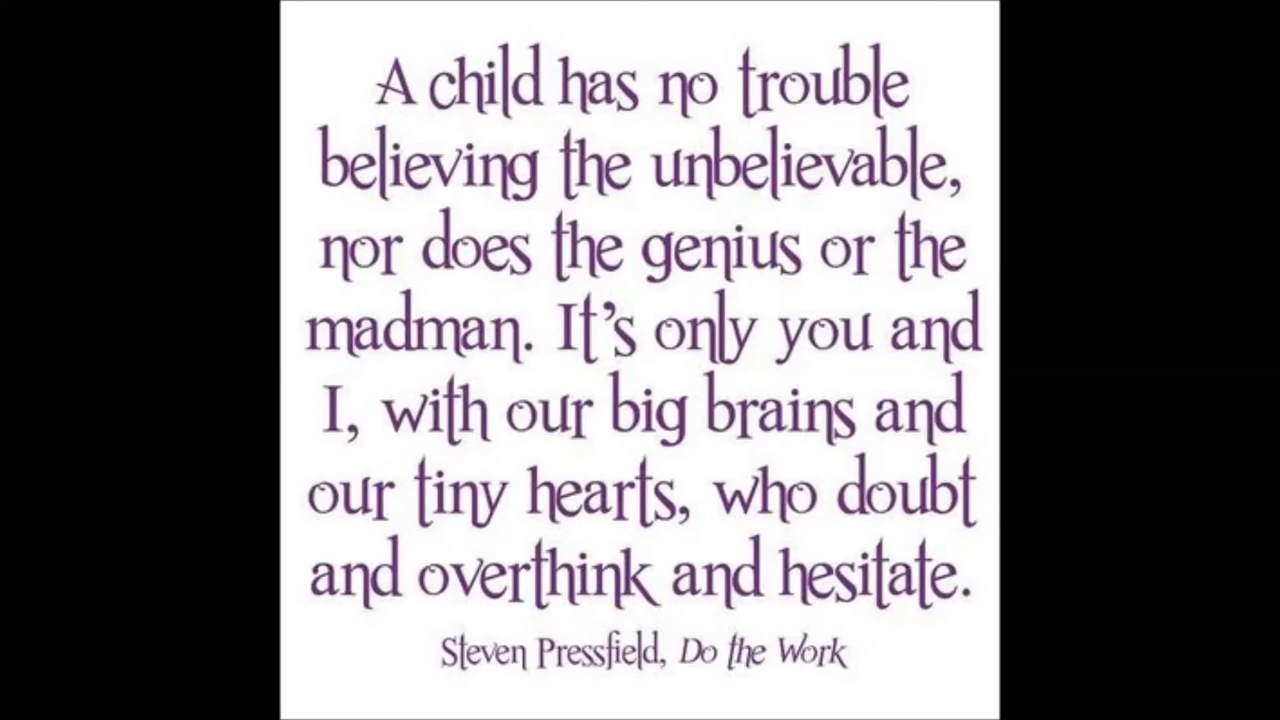 A child has no trouble
believing the unbelievable,
nor does the genius or the
madman. It's only you and
I, with our big brains and
our tiny hearts, who doubt
and overthink and hesitate.
Steven Pressfield, Do the Work